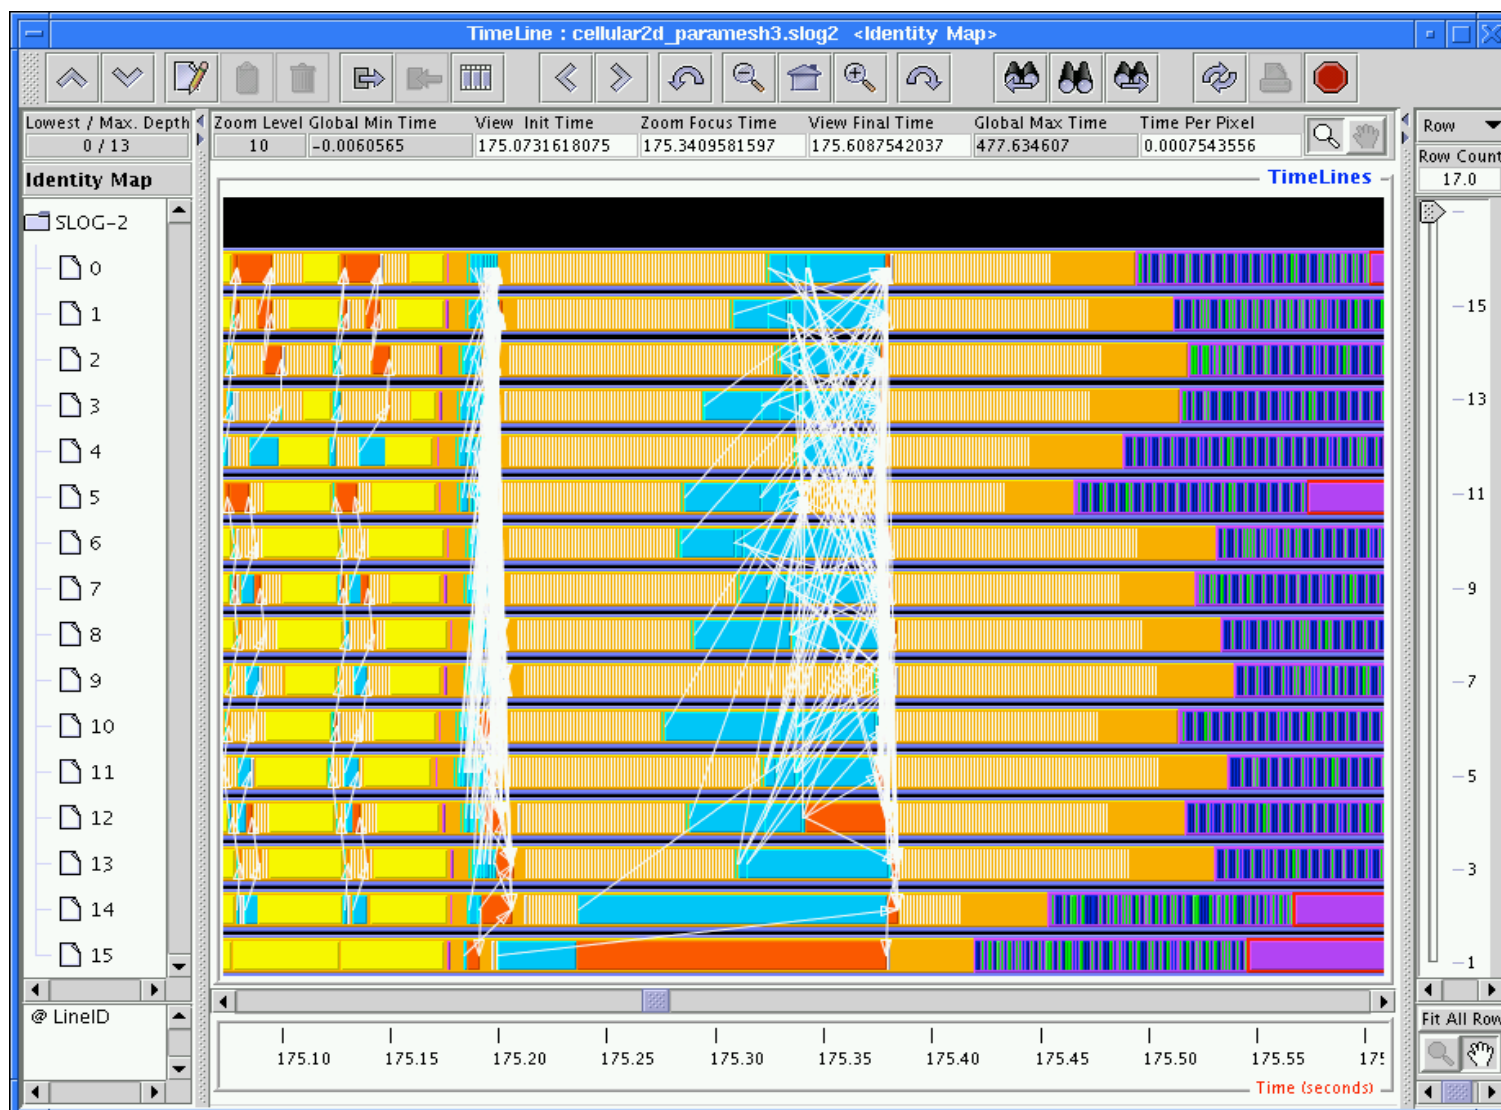 TimeLine : cellular2d_paramesh3.slog2 <Identity Map>
Lowest / Max. Depth
0 / 13
Zoom Level Global Min Time View Init Time Zoom Focus Time View Final Time Global Max Time Time Per Pixel
10 -0.0060565 175.0731618075 175.3409581597 175.6087542037 477.634607 0.0007543556
Row
Row Count
17.0
Identity Map
TimeLines
SLOG-2
0
1
2
3
4
5
6
7
8
9
10
11
12
13
14
15
15
13
11
9
7
5
3
1
@ LineID
175.10 175.15 175.20 175.25 175.30 175.35 175.40 175.45 175.50 175.55
Time (seconds)
Fit All Row